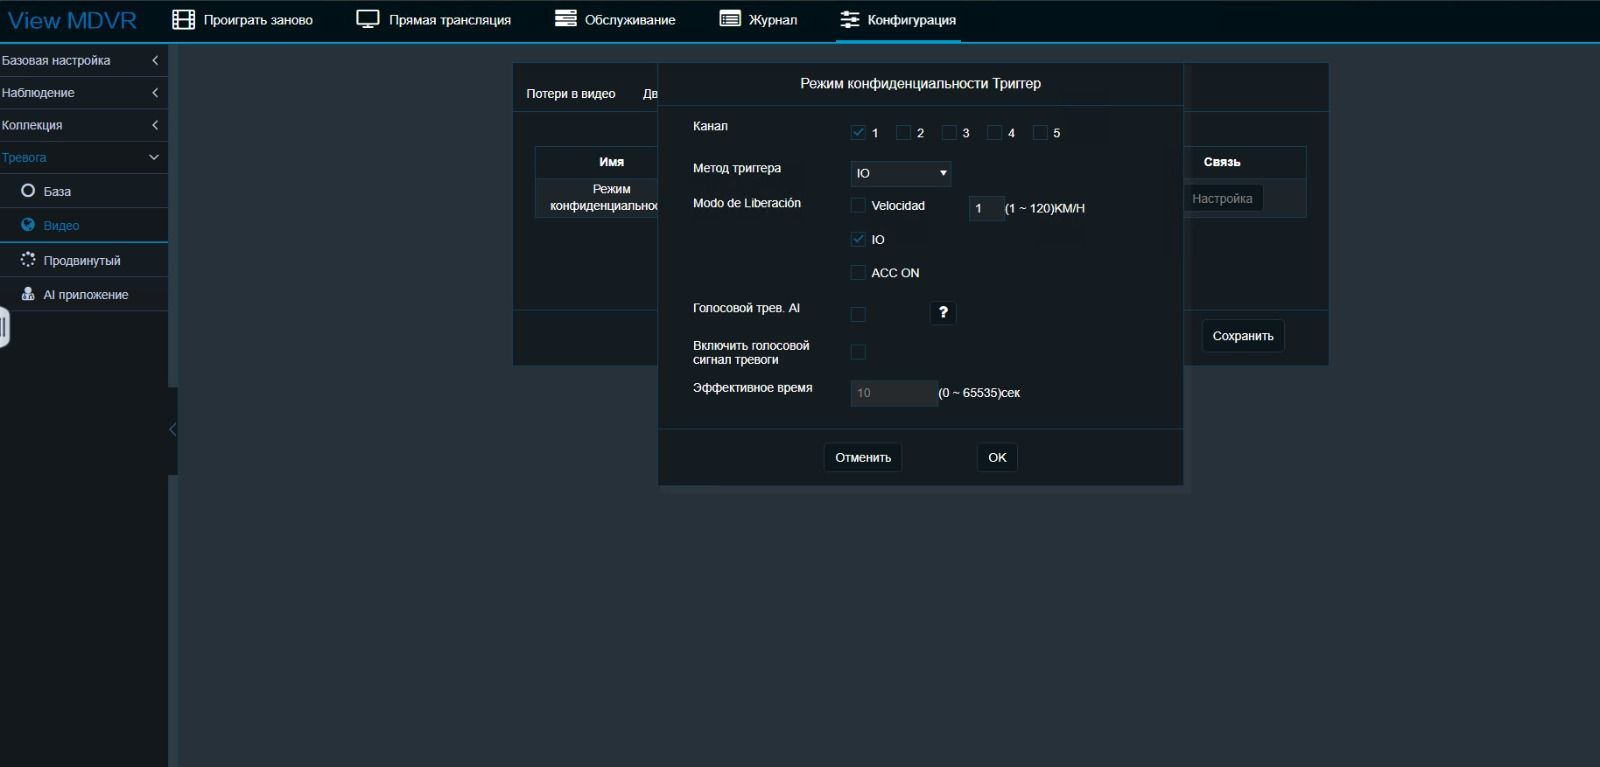 View MDVR
Проиграть заново
Прямая трансляция
Обслуживание
Журнал
Конфигурация
Базовая настройка
Наблюдение
Коллекция
Тревога
База
Видео
Продвинутый
AI приложение
Потери в видео
Дв
Имя
Связь
Режим
конфиденциальнос
Настройка
Сохранить
Режим конфиденциальности Триггер
Канал
1 2 3 4 5
Метод триггера
IO
Modo de Liberación
Velocidad
1 (1 ~ 120)KM/H
IO
ACC ON
Голосовой трев. AI
?
Включить голосовой
сигнал тревоги
Эффективное время
10 (0 ~ 65535)сек
Отменить
OK